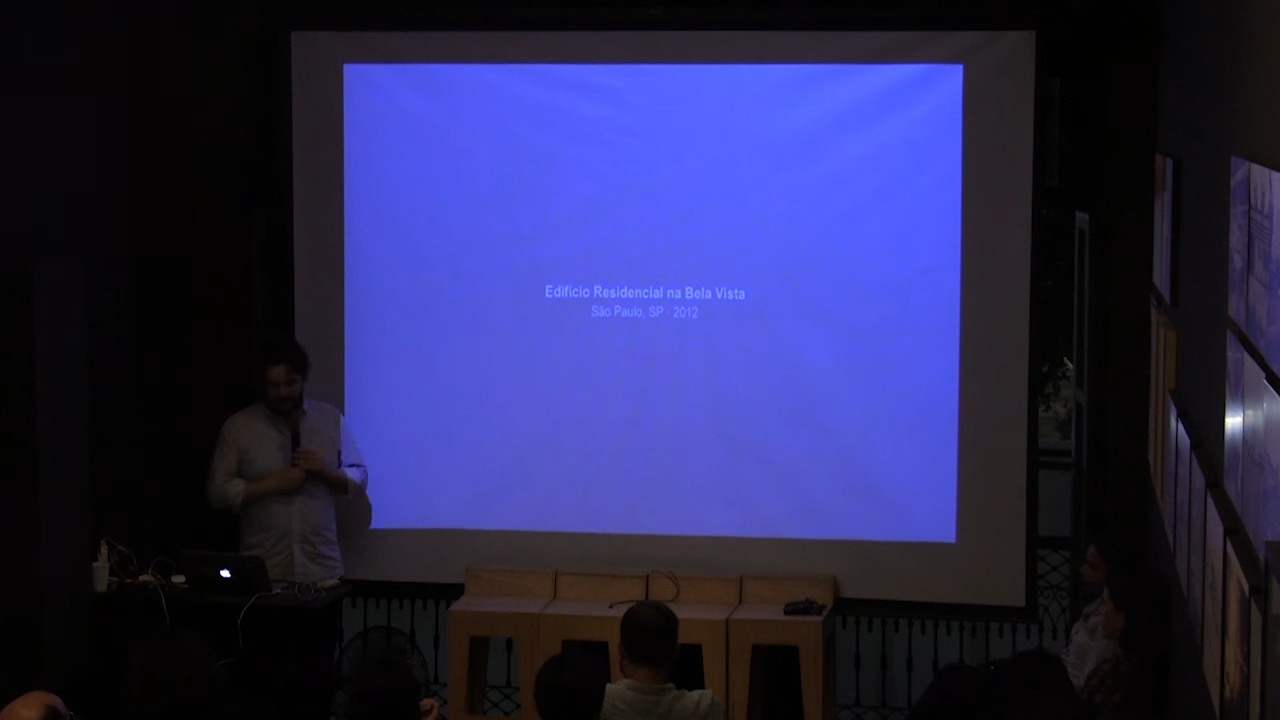 Edifício Residencial na Bela Vista
São Paulo, SP - 2012